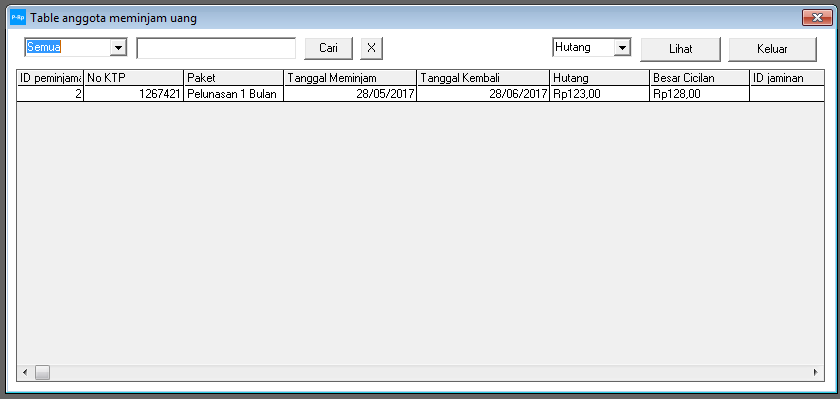 P-Rp Table anggota meminjam uang
Semua Cari X Hutang Lihat Keluar
ID peminjama No KTP Paket Tanggal Meminjam Tanggal Kembali Hutang Besar Cicilan ID jaminan
2 1267421 Pelunasan 1 Bulan 28/05/2017 28/06/2017 Rp123,00 Rp128,00